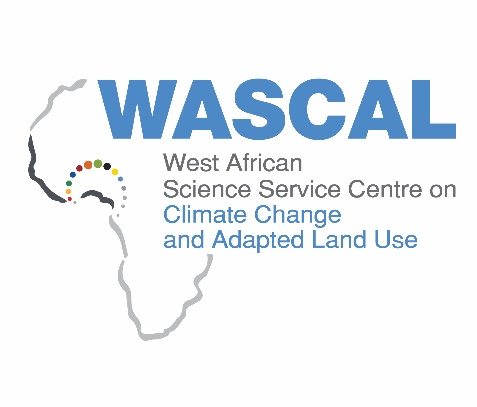 WASCAL
West African
Science Service Centre on
Climate Change
and Adapted Land Use